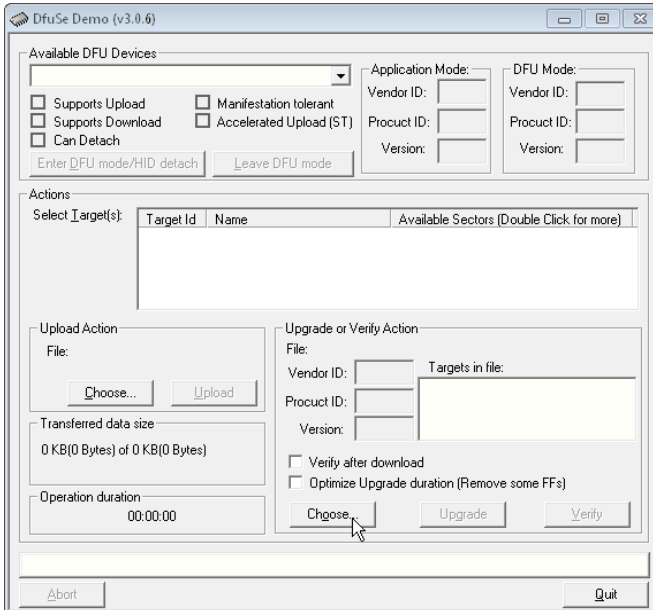 DfuSe Demo (v3.0.6)
Available DFU Devices
Supports Upload
Manifestation tolerant
Supports Download
Accelerated Upload (ST)
Can Detach
Enter DFU mode/HID detach
Leave DFU mode
Application Mode:
Vendor ID:
Procuct ID:
Version:
DFU Mode:
Vendor ID:
Procuct ID:
Version:
Actions
Select Target(s):
Target Id
Name
Available Sectors (Double Click for more)
Upload Action
File:
Choose...
Upload
Transferred data size
0 KB(0 Bytes) of 0 KB(0 Bytes)
Operation duration
00:00:00
Upgrade or Verify Action
File:
Vendor ID:
Procuct ID:
Version:
Targets in file:
Verify after download
Optimize Upgrade duration (Remove some FFs)
Choose...
Upgrade
Verify
Abort
Quit